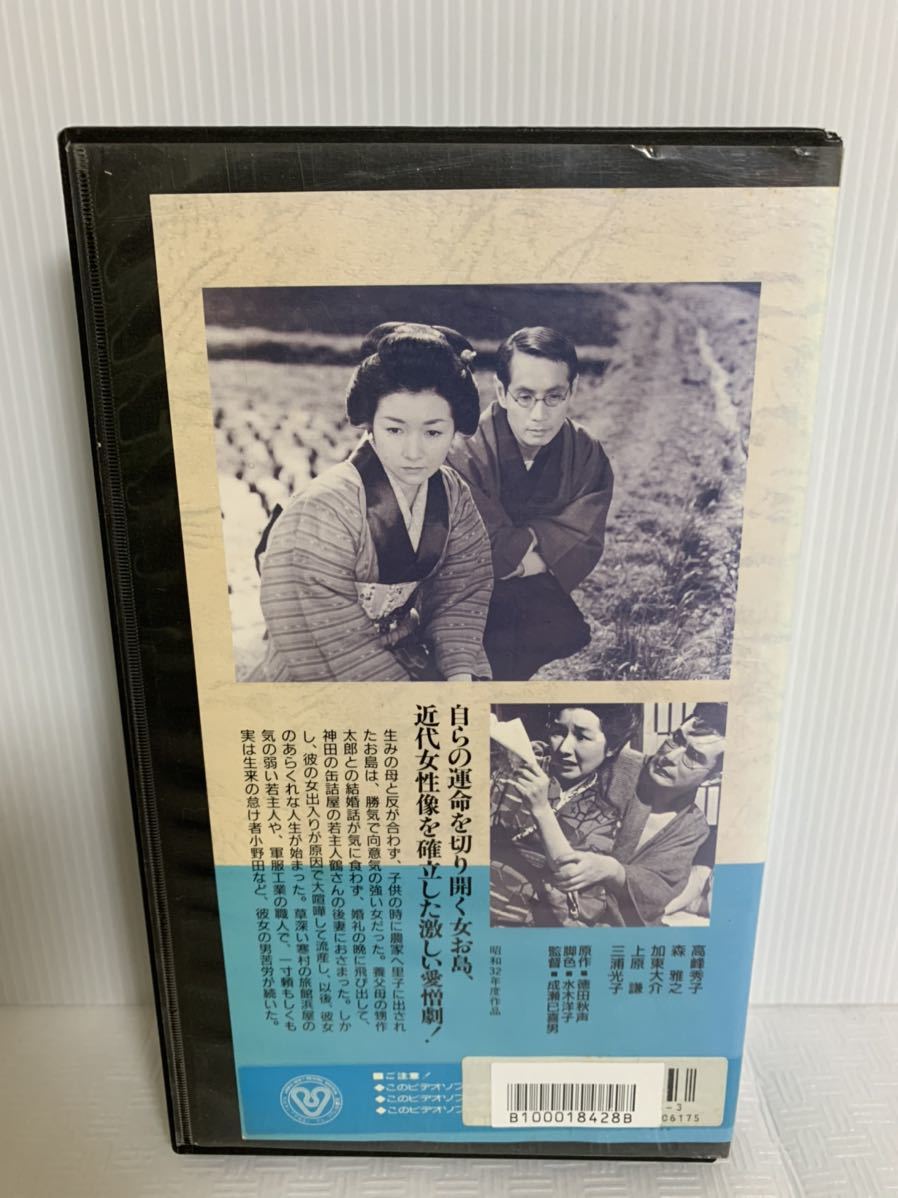 高峰秀子
森　雅之
加東大介
上原　謙
三浦光子
原作■徳田秋声
脚色■水木洋子
監督■成瀬巳喜男
昭和32年度作品
自らの運命を切り開く女お島、
近代女性像を確立した激しい愛憎劇！
生みの母と反が合わず、子供の時に農家へ里子に出され
たお島は、勝気で向意気の強い女だった。養父母の甥作
太郎との結婚話が気に食わず、婚礼の晩に飛び出して、
神田の缶詰屋の若主人鶴さんの後妻におさまった。しか
し、彼の女出入りが原因で大喧嘩して流産し、以後、彼女
のあらくれな人生が始まった。草深い寒村の旅館浜屋の
気の弱い若主人や、軍服工業の職人で、一寸頼もしくも
実は生来の怠け者小野田など、彼女の男苦労が続いた。
■ご注意！
◆このビデオソフ
◆このビデオソフ
◆このビデオソフ
B100018428B
-3
06175